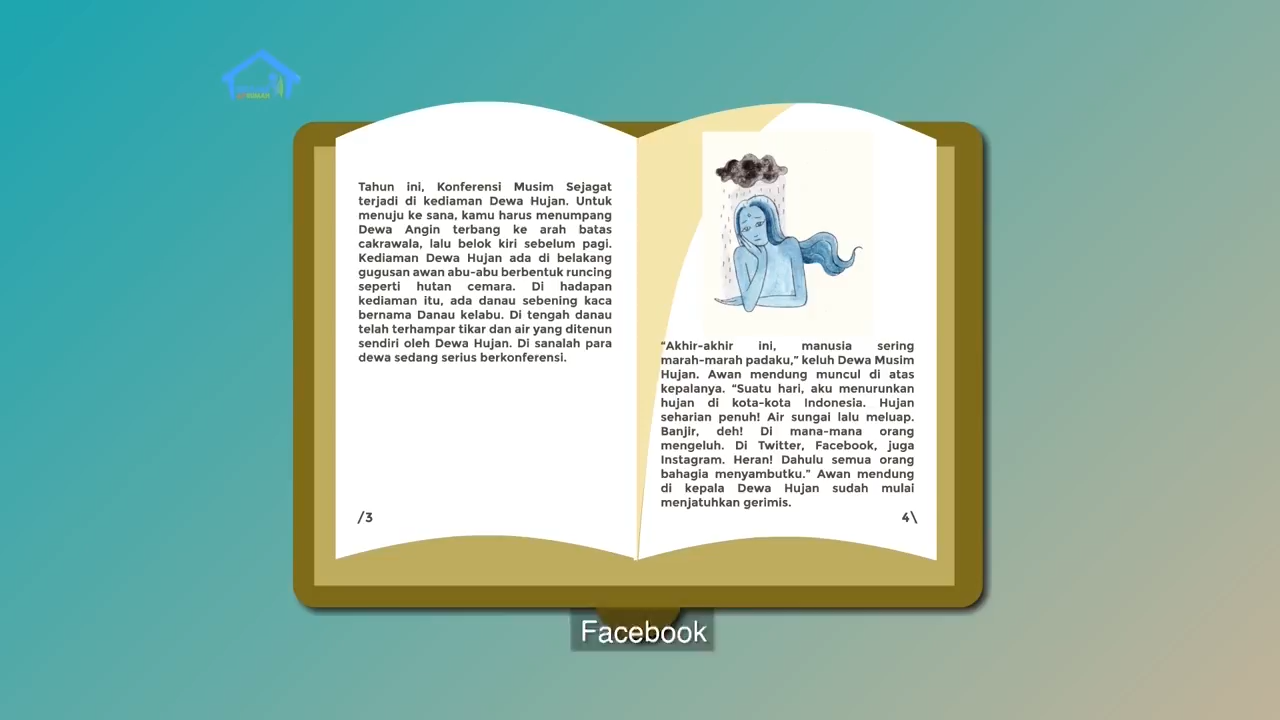 Tahun ini, Konferensi Musim Sejagat
terjadi di kediaman Dewa Hujan. Untuk
menuju ke sana, kamu harus menumpang
Dewa Angin terbang ke arah batas
cakrawala, lalu belok kiri sebelum pagi.
Kediaman Dewa Hujan ada di belakang
gugusan awan abu-abu berbentuk runcing
seperti hutan cemara. Di hadapan
kediaman itu, ada danau sebening kaca
bernama Danau kelabu. Di tengah danau
telah terhampar tikar dan air yang ditenun
sendiri oleh Dewa Hujan. Di sanalah para
dewa sedang serius berkonferensi.
/3
“Akhir-akhir ini, manusia sering
marah-marah padaku,” keluh Dewa Musim
Hujan. Awan mendung muncul di atas
kepalanya. “Suatu hari, aku menurunkan
hujan di kota-kota Indonesia. Hujan
seharian penuh! Air sungai lalu meluap.
Banjir, deh! Di mana-mana orang
mengeluh. Di Twitter, Facebook, juga
Instagram. Heran! Dahulu semua orang
bahagia menyambutku.” Awan mendung
di kepala Dewa Hujan sudah mulai
menjatuhkan gerimis.
4\
Facebook